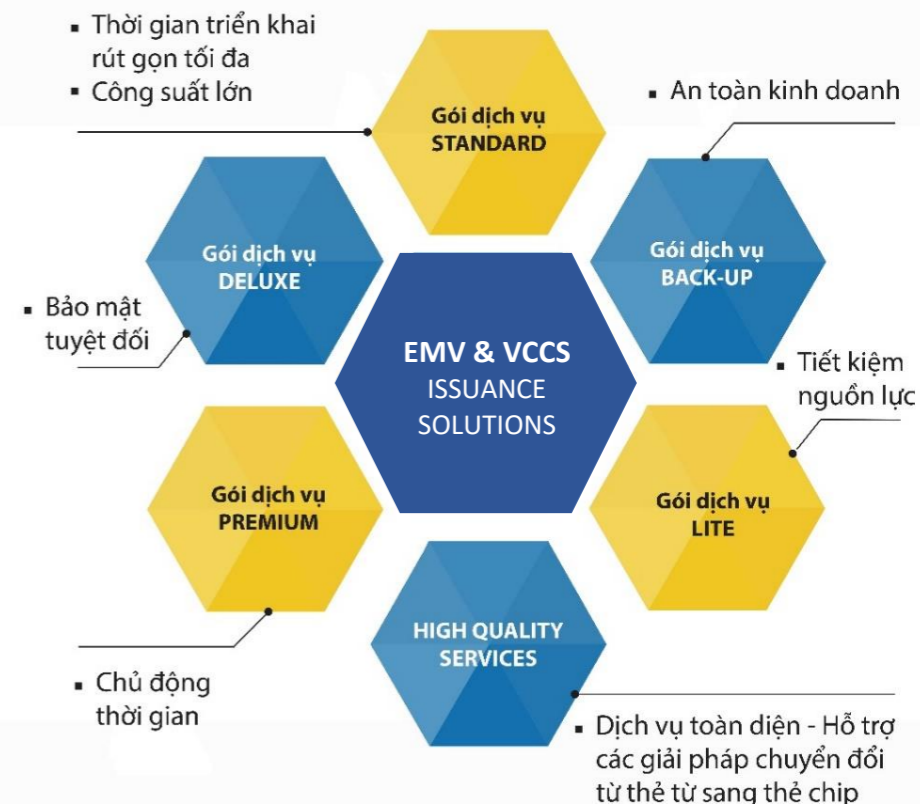 ▪ Thời gian triển khai
rút gọn tối đa
▪ Công suất lớn
Gói dịch vụ
STANDARD
▪ An toàn kinh doanh
Gói dịch vụ
DELUXE
Gói dịch vụ
BACK-UP
▪ Bảo mật
tuyệt đối
EMV & VCCS
ISSUANCE
SOLUTIONS
▪ Tiết kiệm
nguồn lực
Gói dịch vụ
PREMIUM
Gói dịch vụ
LITE
HIGH QUALITY
SERVICES
▪ Chủ động
thời gian
▪ Dịch vụ toàn diện - Hỗ trợ
các giải pháp chuyển đổi
từ thẻ từ sang thẻ chip